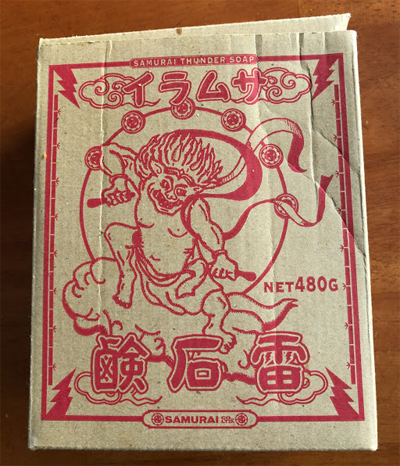 SAMURAI THUNDER SOAP
サムライ
NET480G
雷石鹸
SAMURAI